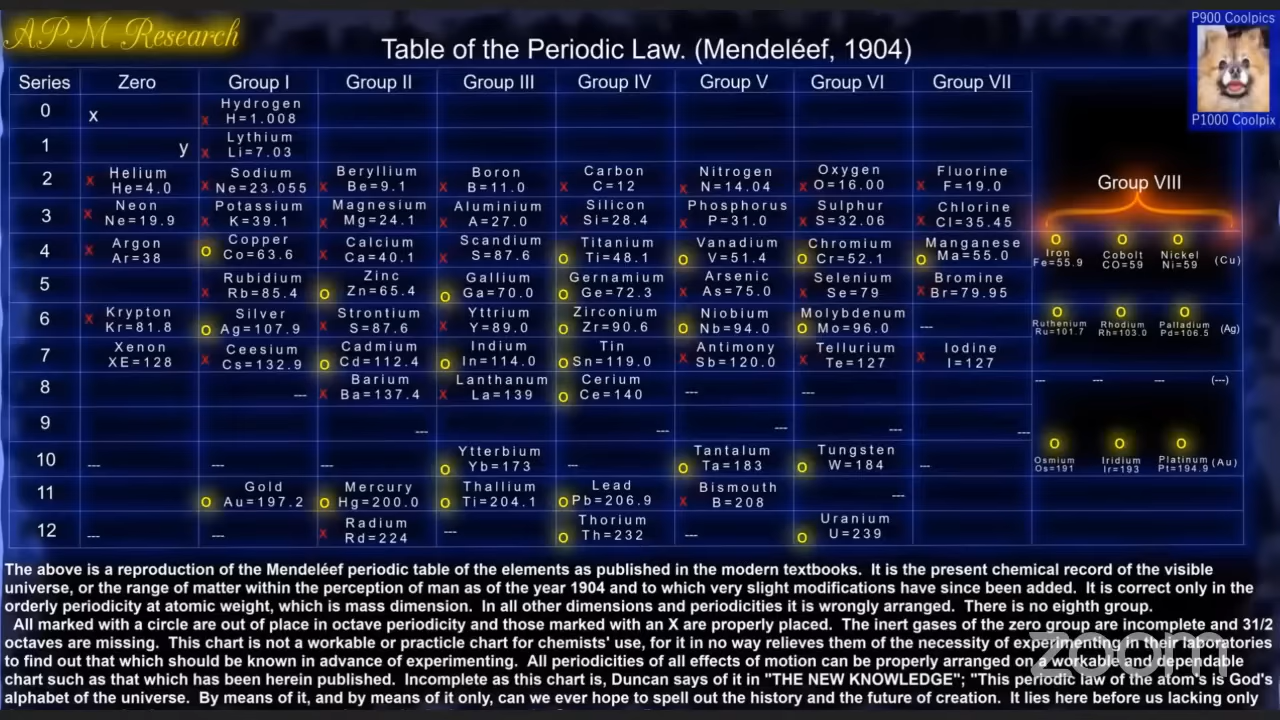 APM Research
P900 Coolpics
Table of the Periodic Law. (Mendeléef, 1904)
P1000 Coolpix
Series Zero Group I Group II Group III Group IV Group V Group VI Group VII
Group VIII
0 x x Hydrogen H=1.008
1 y x Lythium Li=7.03
2 x Helium He=4.0 x Sodium Ne=23.055 x Beryllium Be=9.1 x Boron B=11.0 x Carbon C=12 x Nitrogen N=14.04 x Oxygen O=16.00 x Fluorine F=19.0
3 x Neon Ne=19.9 x Potassium K=39.1 x Magnesium Mg=24.1 x Aluminium A=27.0 x Silicon Si=28.4 x Phosphorus P=31.0 x Sulphur S=32.06 x Chlorine Cl=35.45
4 x Argon Ar=38 o Copper Co=63.6 x Calcium Ca=40.1 x Scandium S=87.6 o Titanium Ti=48.1 o Vanadium V=51.4 o Chromium Cr=52.1 o Manganese Ma=55.0 o Iron Fe=55.9 o Cobolt CO=59 o Nickel Ni=59 (Cu)
5 x Rubidium Rb=85.4 o Zinc Zn=65.4 o Gallium Ga=70.0 o Gernamium Ge=72.3 x Arsenic As=75.0 x Selenium Se=79 x Bromine Br=79.95
6 x Krypton Kr=81.8 o Silver Ag=107.9 x Strontium S=87.6 x Yttrium Y=89.0 o Zirconium Zr=90.6 o Niobium Nb=94.0 o Molybdenum Mo=96.0 --- o Ruthenium Ru=101.7 o Rhodium Rh=103.0 o Palladium Pd=106.5 (Ag)
7 Xenon XE=128 x Ceesium Cs=132.9 o Cadmium Cd=112.4 o Indium In=114.0 o Tin Sn=119.0 x Antimony Sb=120.0 x Tellurium Te=127 x Iodine I=127
8 --- x Barium Ba=137.4 x Lanthanum La=139 o Cerium Ce=140 --- --- --- --- --- (---)
9 --- --- --- --- ---
10 --- --- --- o Ytterbium Yb=173 --- o Tantalum Ta=183 o Tungsten W=184 --- o Osmium Os=191 o Iridium Ir=193 o Platinum Pt=194.9 (Au)
11 o Gold Au=197.2 o Mercury Hg=200.0 o Thallium Ti=204.1 o Lead Pb=206.9 x Bismouth B=208 ---
12 --- --- x Radium Rd=224 --- o Thorium Th=232 --- o Uranium U=239
The above is a reproduction of the Mendeléef periodic table of the elements as published in the modern textbooks. It is the present chemical record of the visible
universe, or the range of matter within the perception of man as of the year 1904 and to which very slight modifications have since been added. It is correct only in the
orderly periodicity at atomic weight, which is mass dimension. In all other dimensions and periodicities it is wrongly arranged. There is no eighth group.
All marked with a circle are out of place in octave periodicity and those marked with an X are properly placed. The inert gases of the zero group are incomplete and 31/2
octaves are missing. This chart is not a workable or practicle chart for chemists' use, for it in no way relieves them of the necessity of experimenting in their laboratories
to find out that which should be known in advance of experimenting. All periodicities of all effects of motion can be properly arranged on a workable and dependable
chart such as that which has been herein published. Incomplete as this chart is, Duncan says of it in "THE NEW KNOWLEDGE"; "This periodic law of the atom's is God's
alphabet of the universe. By means of it, and by means of it only, can we ever hope to spell out the history and the future of creation. It lies here before us lacking only
zoom